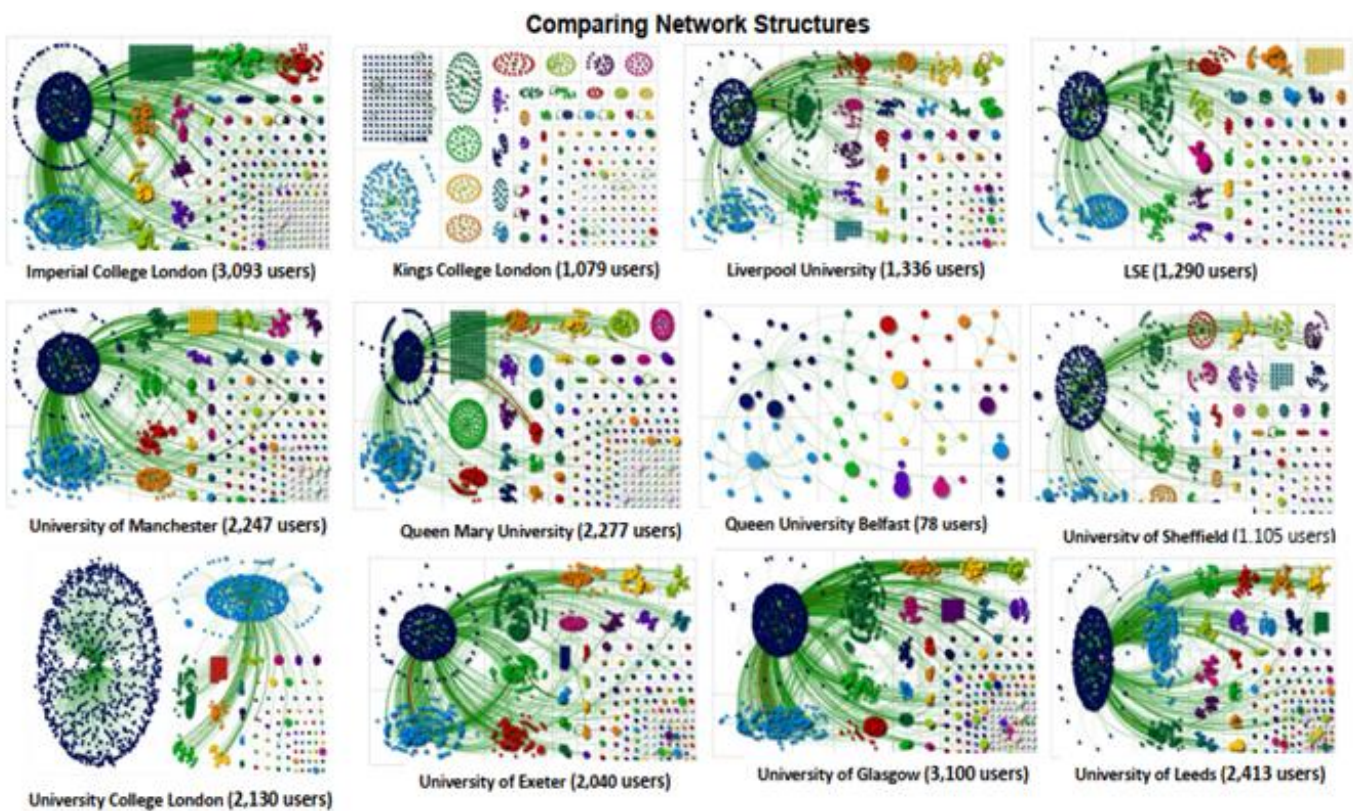 Comparing Network Structures
Imperial College London (3,093 users)
Kings College London (1,079 users)
Liverpool University (1,336 users)
LSE (1,290 users)
University of Manchester (2,247 users)
Queen Mary University (2,277 users)
Queen University Belfast (78 users)
University of Sheffield (1,105 users)
University College London (2,130 users)
University of Exeter (2,040 users)
University of Glasgow (3,100 users)
University of Leeds (2,413 users)